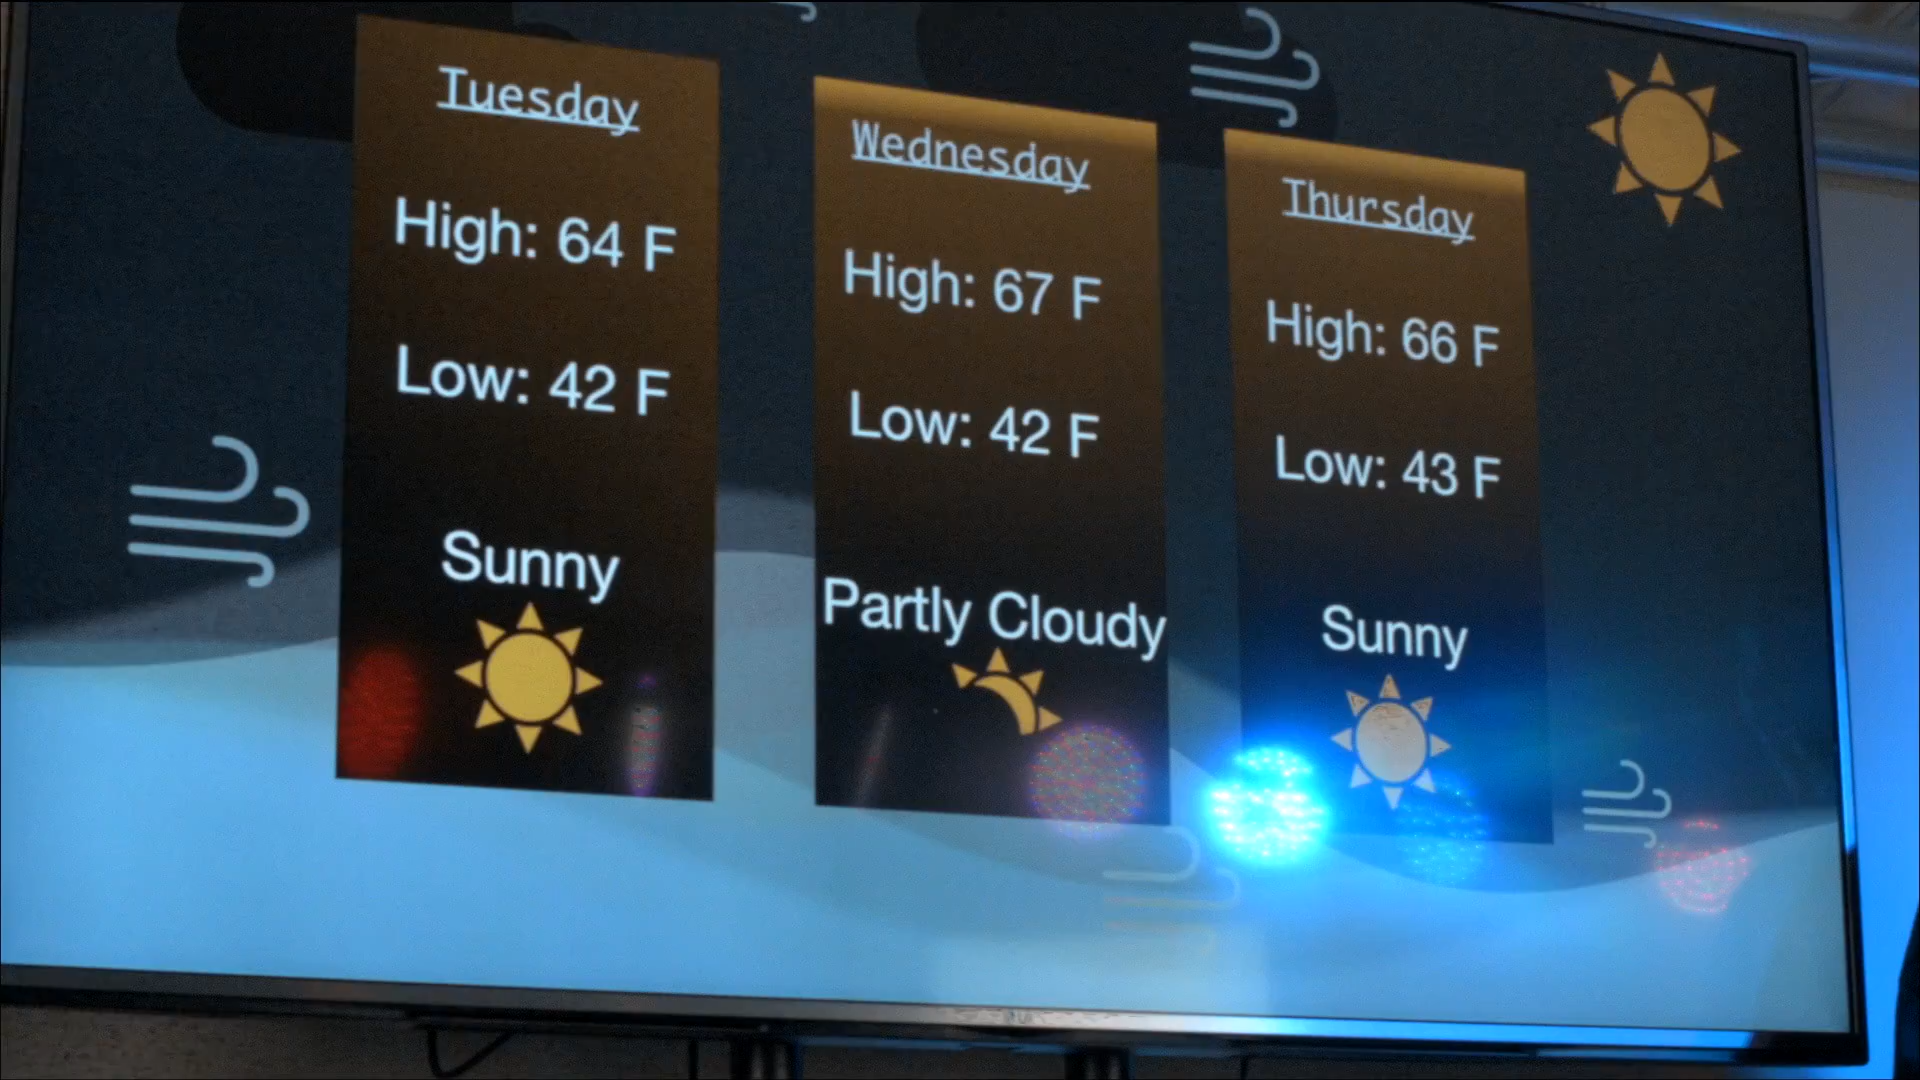 Tuesday
High: 64 F
Low: 42 F
Sunny
Wednesday
High: 67 F
Low: 42 F
Partly Cloudy
Thursday
High: 66 F
Low: 43 F
Sunny